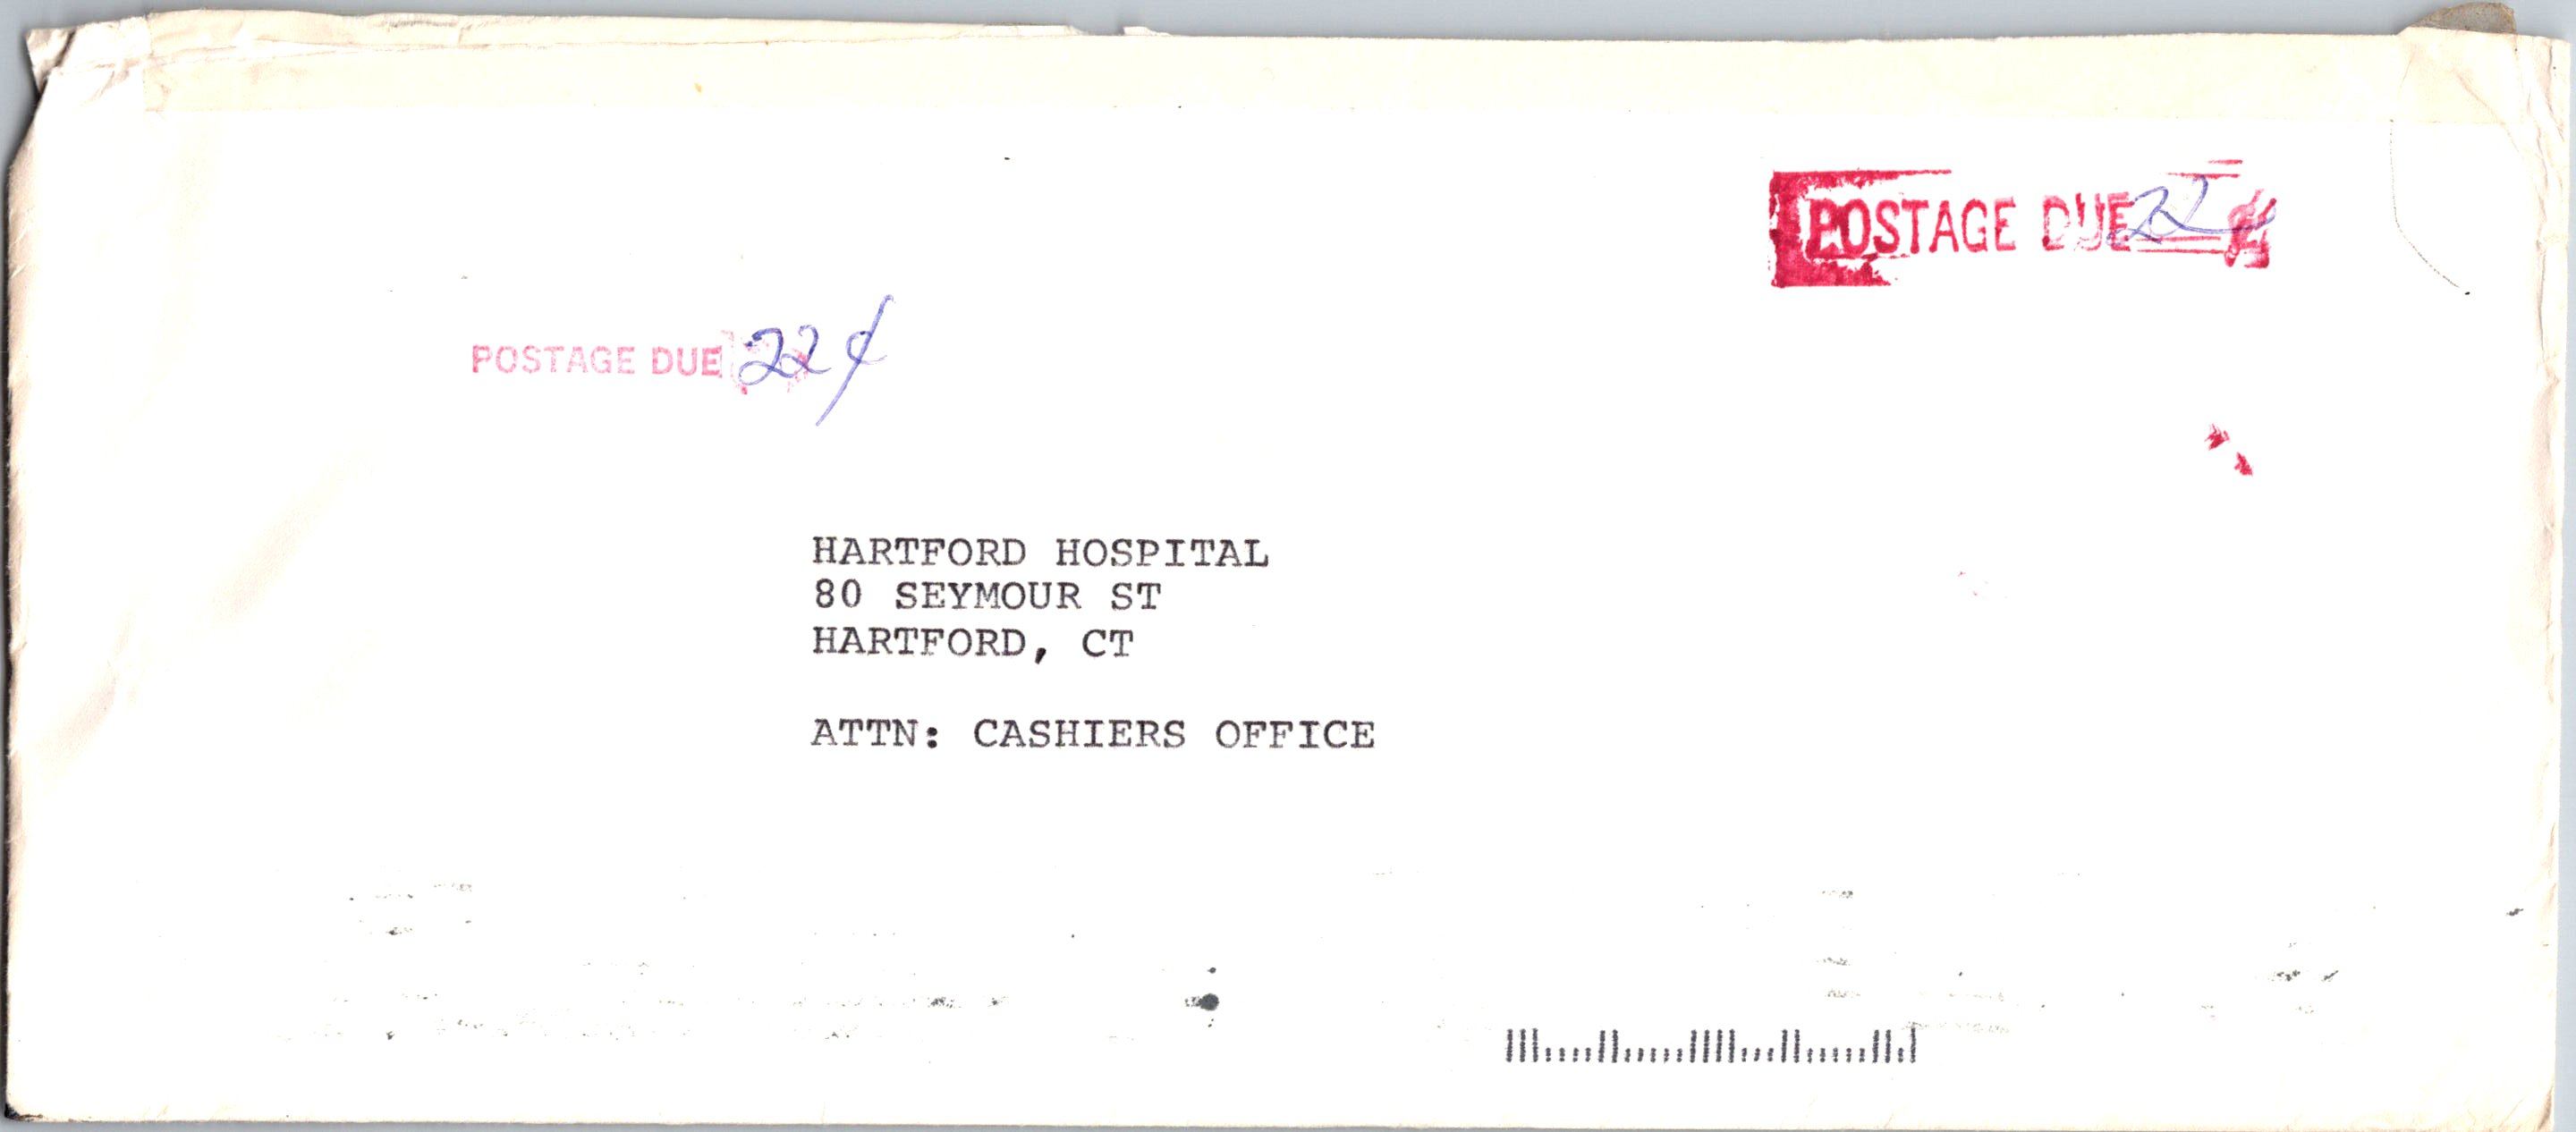 POSTAGE DUE 22 ¢
POSTAGE DUE 22 ¢
HARTFORD HOSPITAL
80 SEYMOUR ST
HARTFORD, CT
ATTN: CASHIERS OFFICE